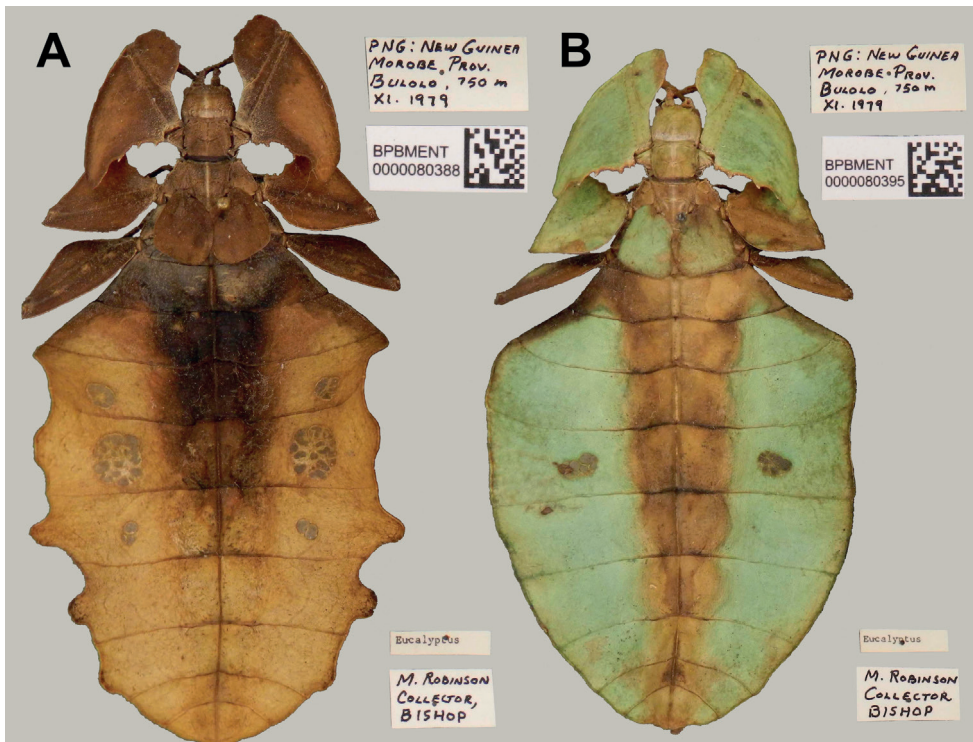 A
PNG: NEW GUINEA
MOROBE, PROV.
BULOLO, 750 m
XI. 1979
BPBMENT
0000080388
Eucalyptus
M. ROBINSON
COLLECTOR,
BISHOP
B
PNG: NEW GUINEA
MOROBE PROV.
BULOLO, 750 m
XI. 1979
BPBMENT
0000080395
Eucalyptus
M. ROBINSON
COLLECTOR
BISHOP